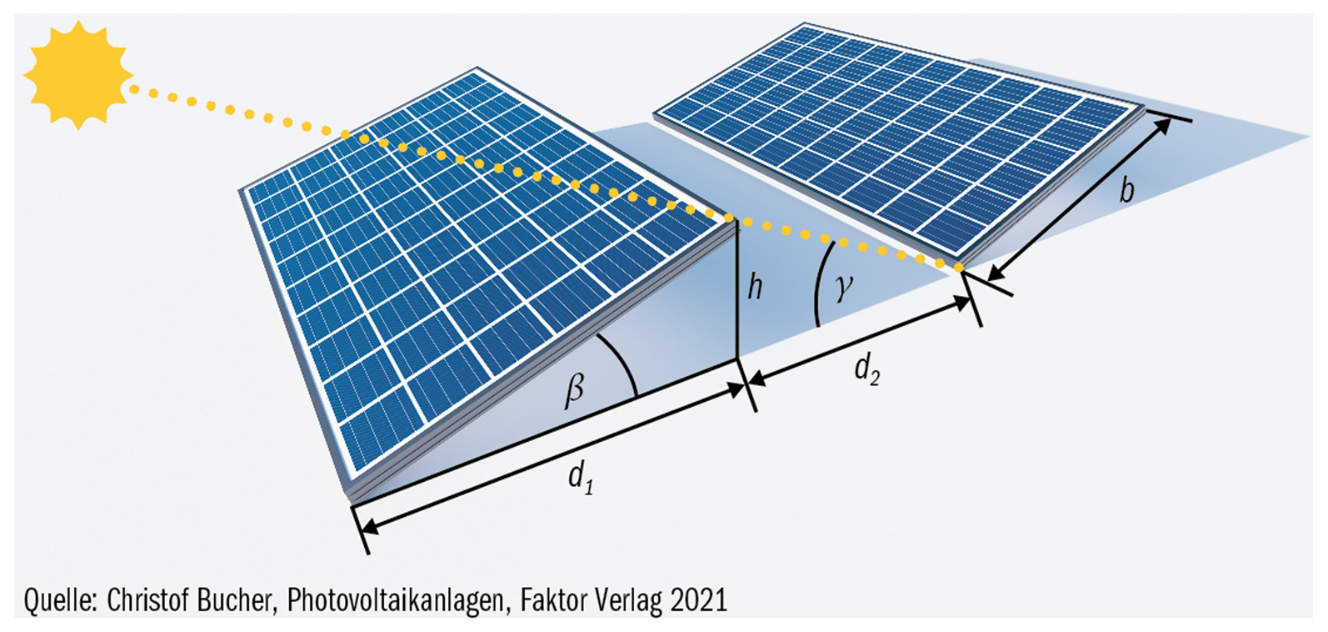 b
h
γ
β
d₂
d₁
Quelle: Christof Bucher, Photovoltaikanlagen, Faktor Verlag 2021